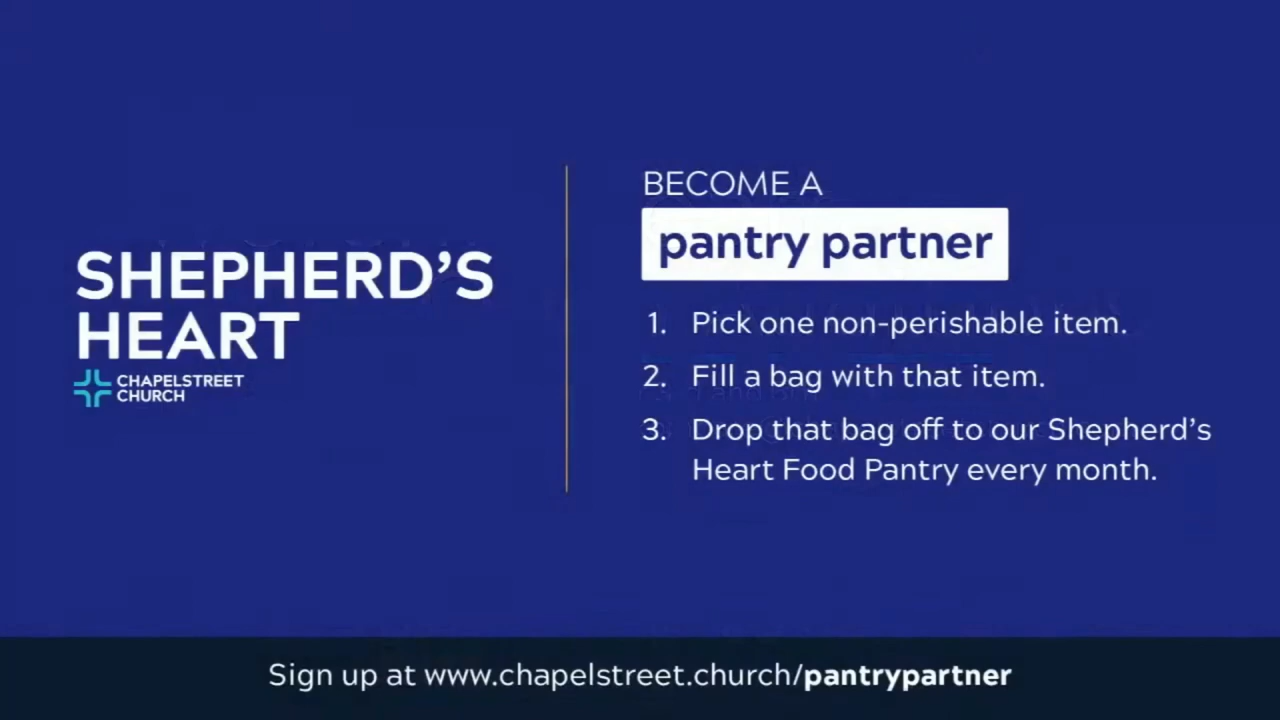 SHEPHERD'S
HEART
CHAPELSTREET
CHURCH
BECOME A
pantry partner
1. Pick one non-perishable item.
2. Fill a bag with that item.
3. Drop that bag off to our Shepherd's
Heart Food Pantry every month.
Sign up at www.chapelstreet.church/pantrypartner